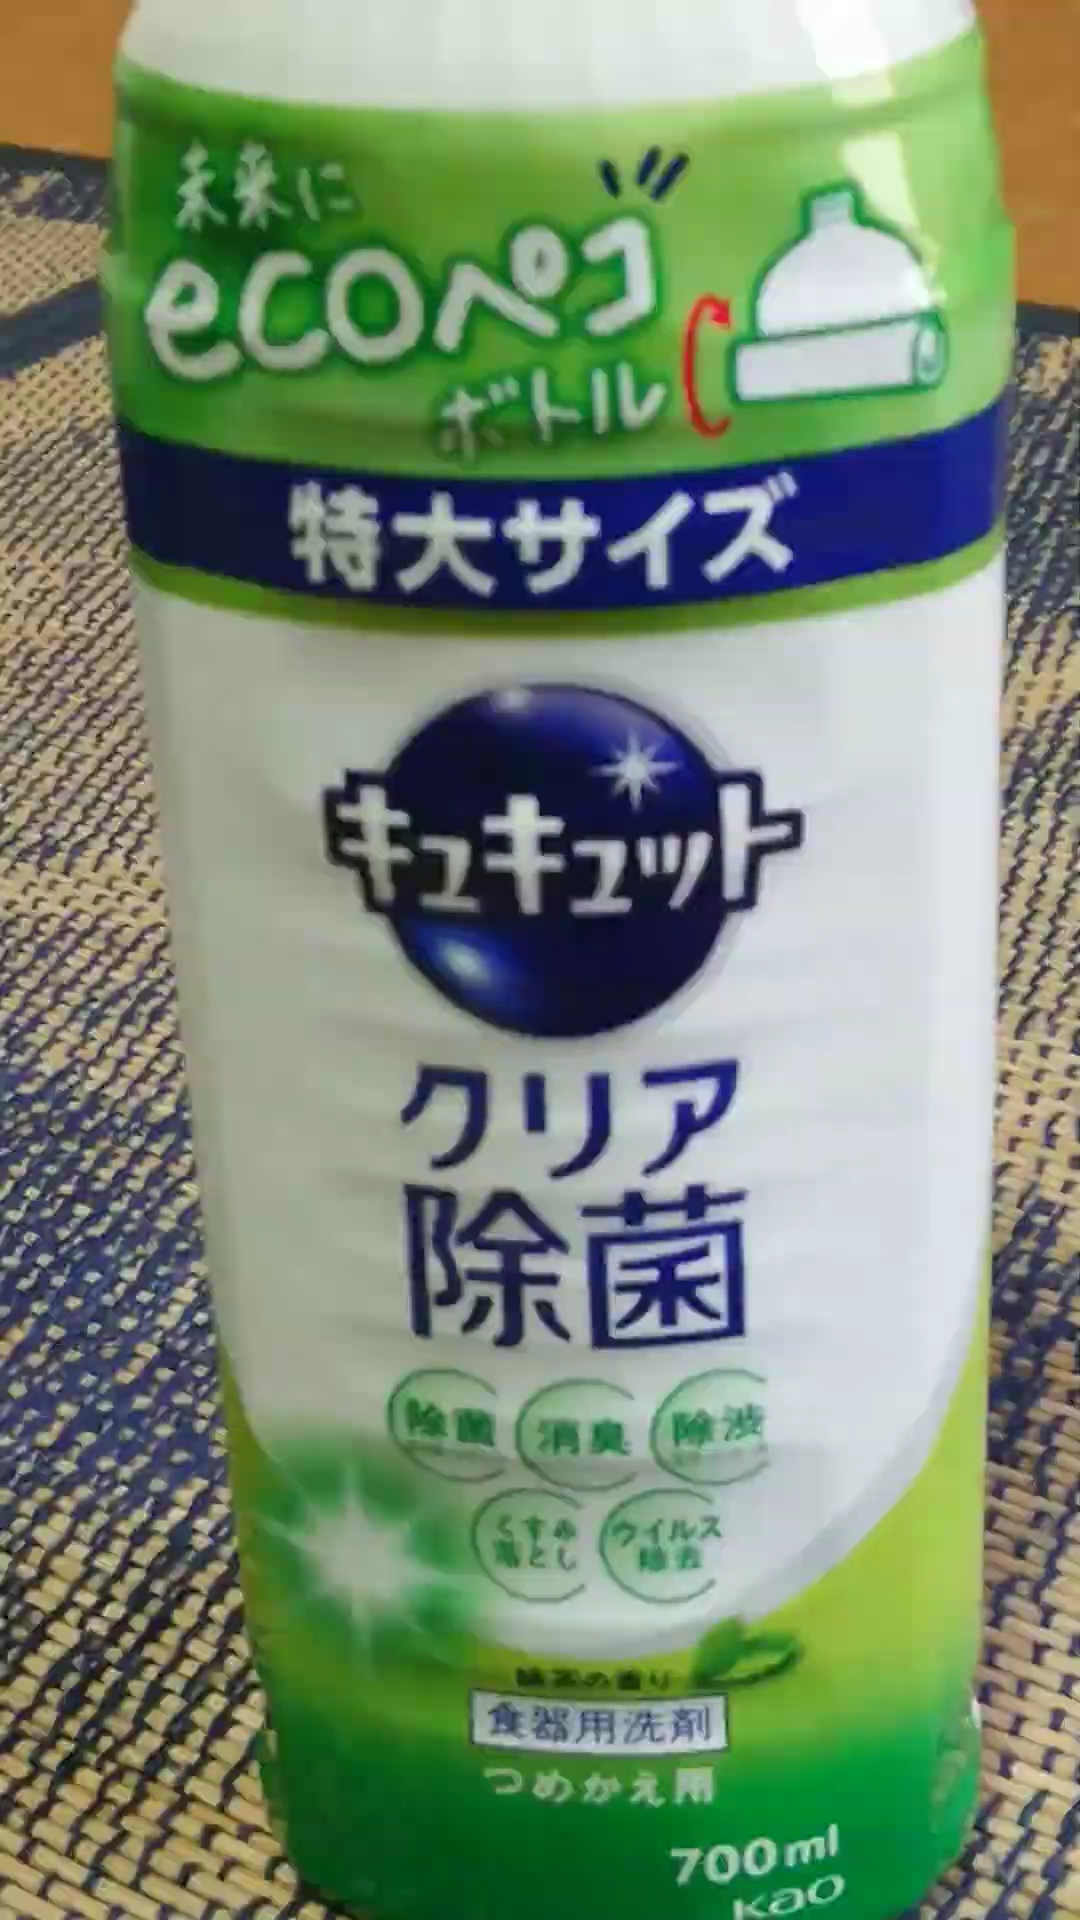 未来に
ecoペコ
ボトル
特大サイズ
キュキュット
クリア
除菌
除菌 消臭 除渋
くすみ ウイルス
落とし 除去
緑茶の香り
食器用洗剤
つめかえ用
700ml
Kao